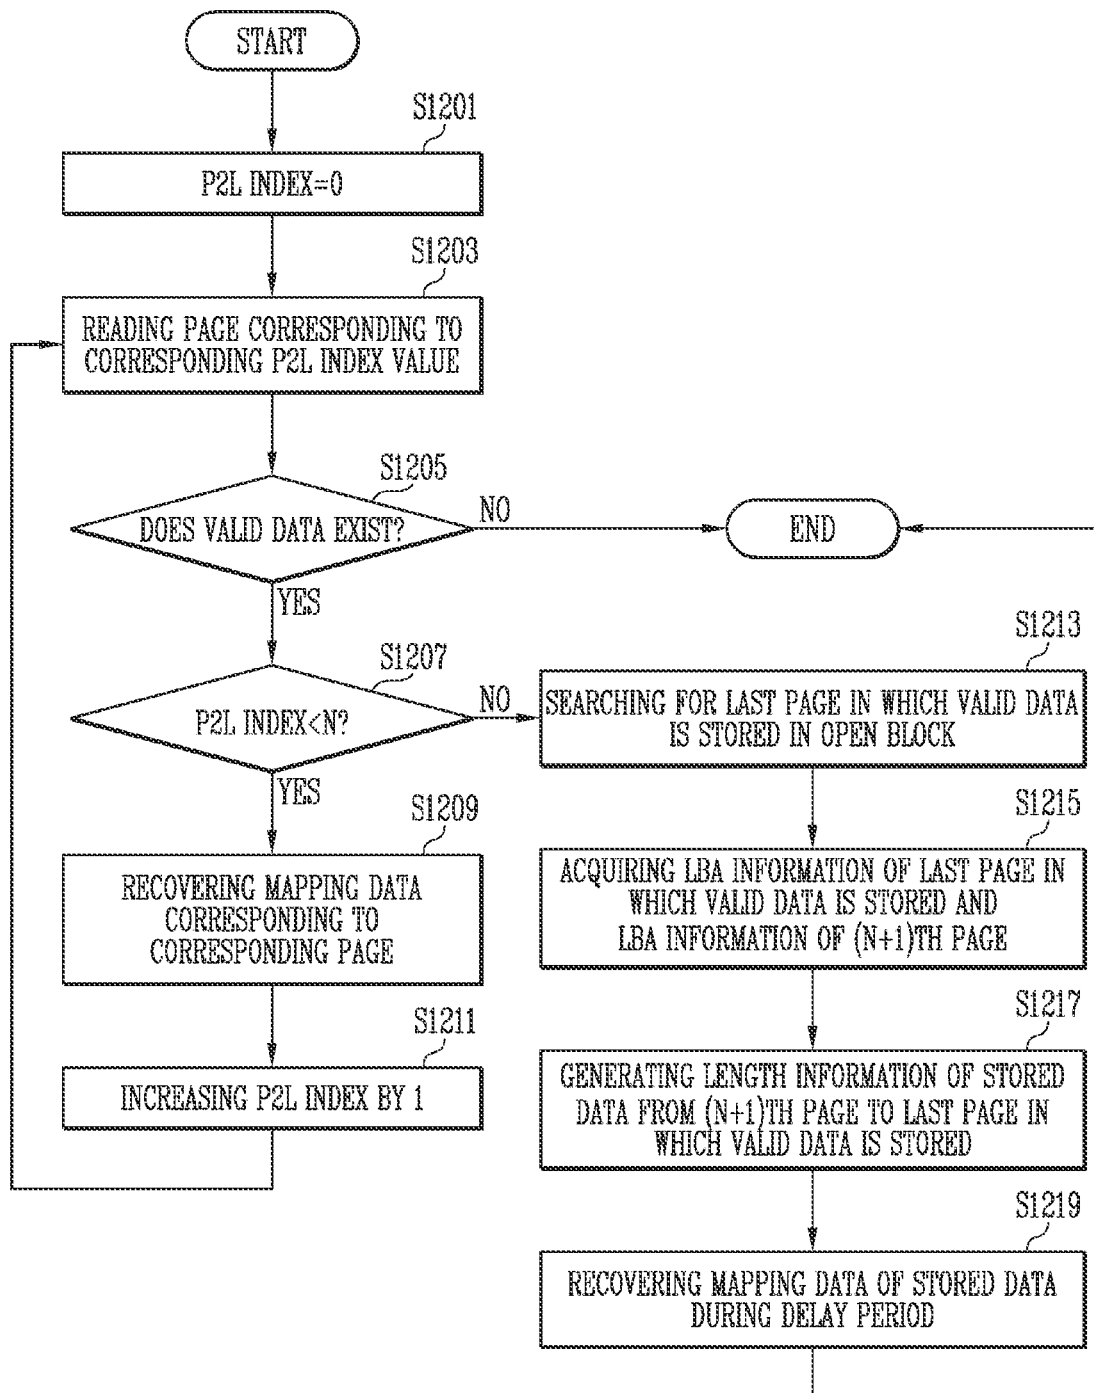 START
S1201
P2L INDEX=0
S1203
READING PAGE CORRESPONDING TO
CORRESPONDING P2L INDEX VALUE
S1205
DOES VALID DATA EXIST?
NO
END
YES
S1207
P2L INDEX<N?
NO
S1213
SEARCHING FOR LAST PAGE IN WHICH VALID DATA
IS STORED IN OPEN BLOCK
YES
S1209
RECOVERING MAPPING DATA
CORRESPONDING TO
CORRESPONDING PAGE
S1215
ACQUIRING LBA INFORMATION OF LAST PAGE IN
WHICH VALID DATA IS STORED AND
LBA INFORMATION OF (N+1)TH PAGE
S1211
INCREASING P2L INDEX BY 1
S1217
GENERATING LENGTH INFORMATION OF STORED
DATA FROM (N+1)TH PAGE TO LAST PAGE IN
WHICH VALID DATA IS STORED
S1219
RECOVERING MAPPING DATA OF STORED DATA
DURING DELAY PERIOD